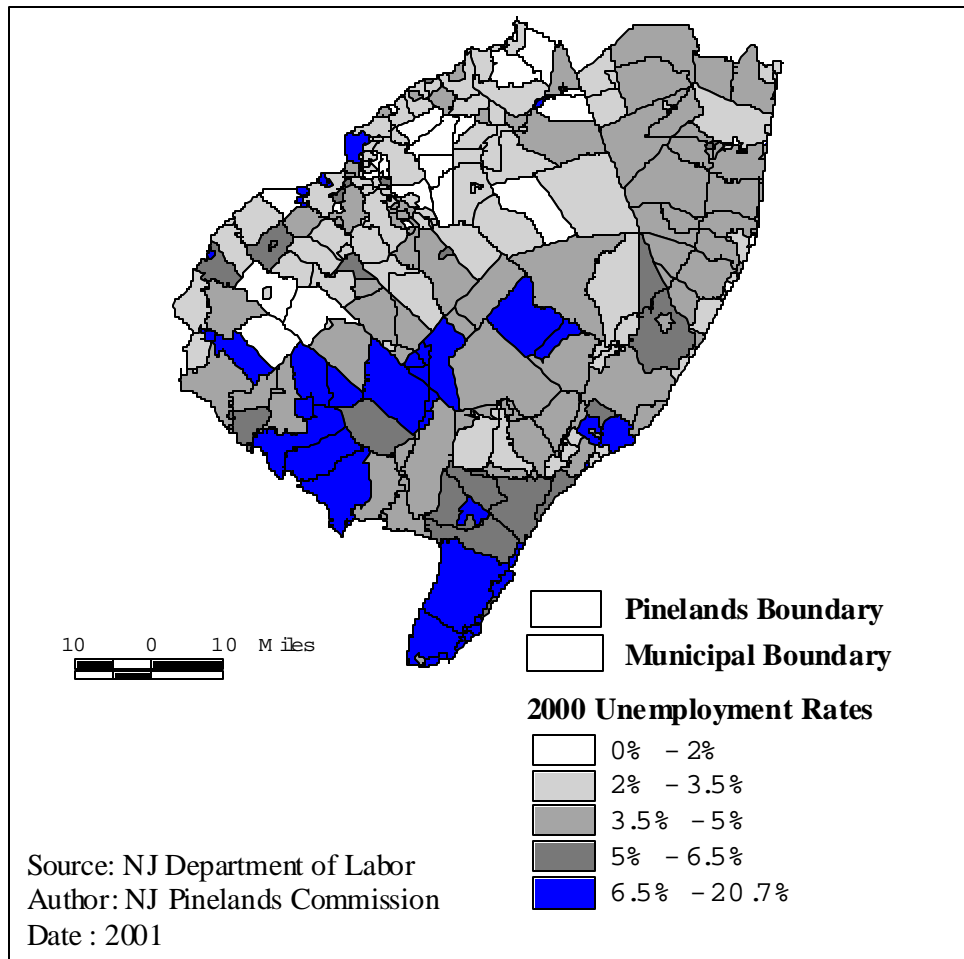 Pinelands Boundary
10 0 10 Miles
Municipal Boundary
2000 Unemployment Rates
0% - 2%
2% - 3.5%
3.5% - 5%
5% - 6.5%
6.5% - 20.7%
Source: NJ Department of Labor
Author: NJ Pinelands Commission
Date : 2001